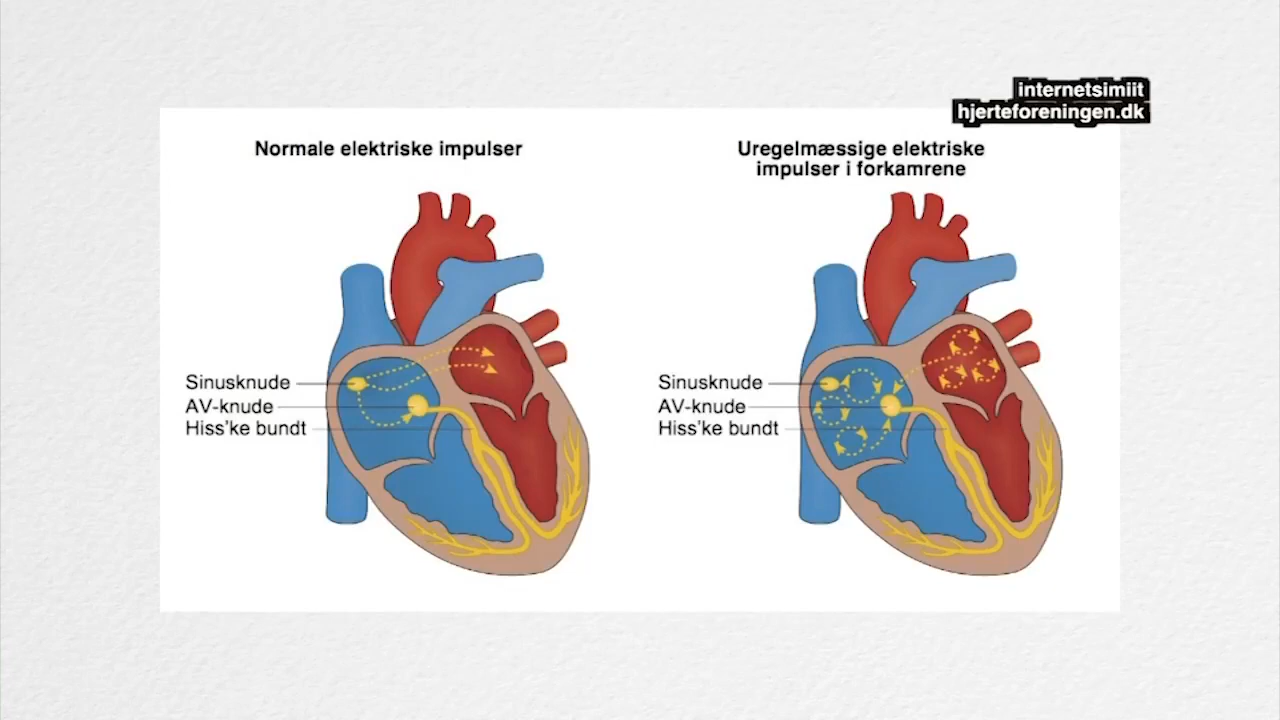 internetsimiit
hjerteforeningen.dk
Normale elektriske impulser
Uregelmæssige elektriske
impulser i forkamrene
Sinusknude
AV-knude
Hiss'ke bundt
Sinusknude
AV-knude
Hiss'ke bundt